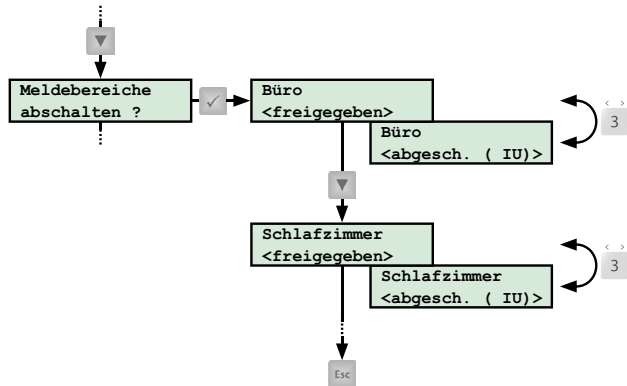 Meldebereiche
abschalten ?
Büro
<freigegeben>
Büro
<abgesch. ( IU)>
< >
3
Schlafzimmer
<freigegeben>
Schlafzimmer
<abgesch. ( IU)>
< >
3
Esc